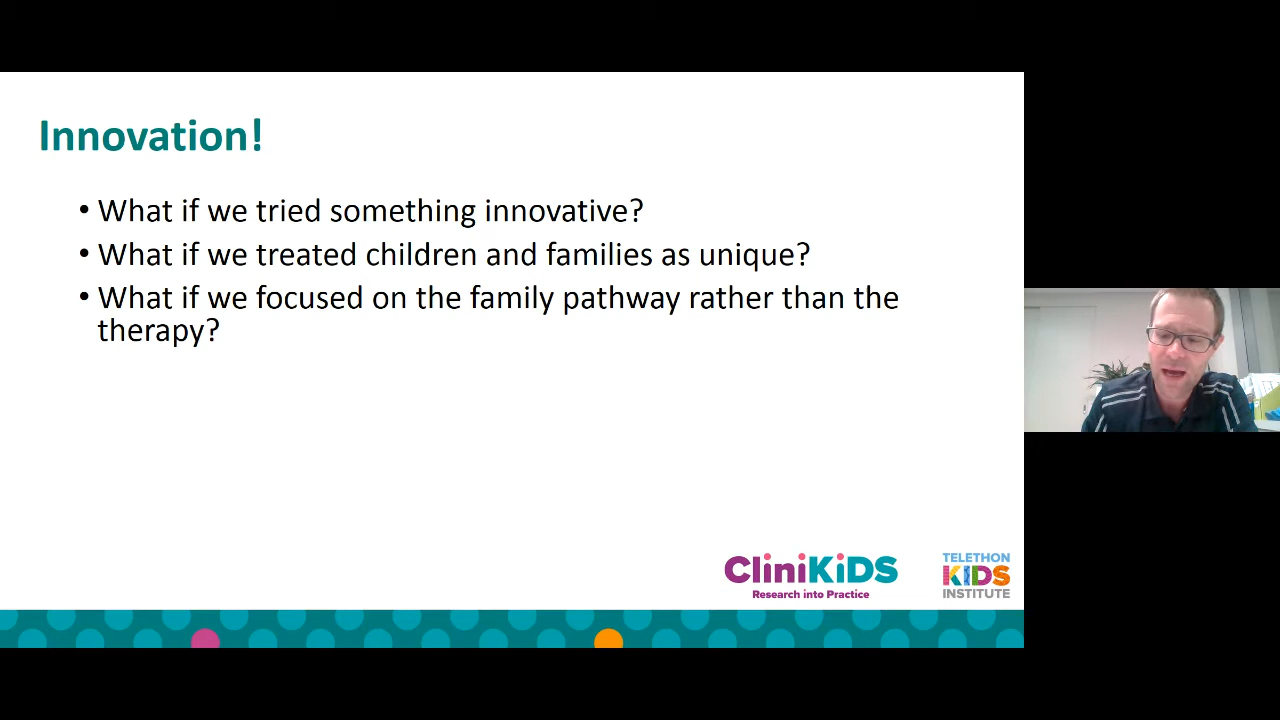 Innovation!
• What if we tried something innovative?
• What if we treated children and families as unique?
• What if we focused on the family pathway rather than the
therapy?
CliniKiDS
Research into Practice
TELETHON
KIDS
INSTITUTE